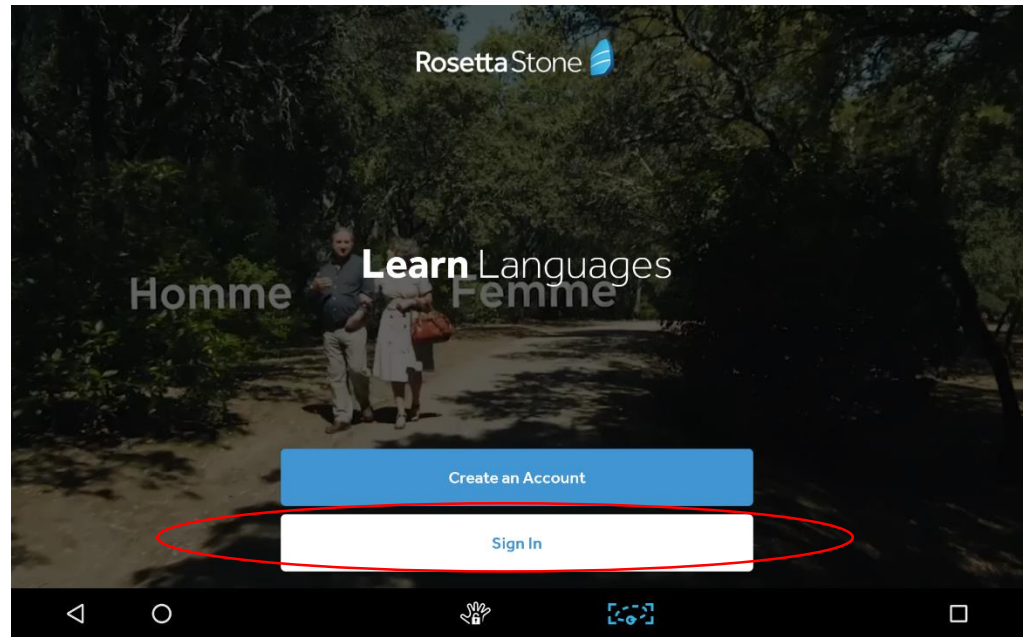 Rosetta Stone
Learn Languages
Homme Femme
Create an Account
Sign In